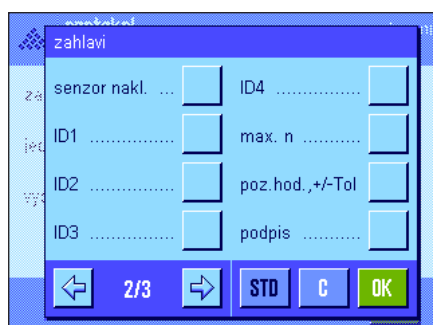 zahlavi
senzor nakl. ...
ID4 ...............
ID1 ...............
max. n ..........
ID2 ...............
poz.hod.,+/-Tol
ID3 ...............
podpis ..........
2/3
STD
C
OK